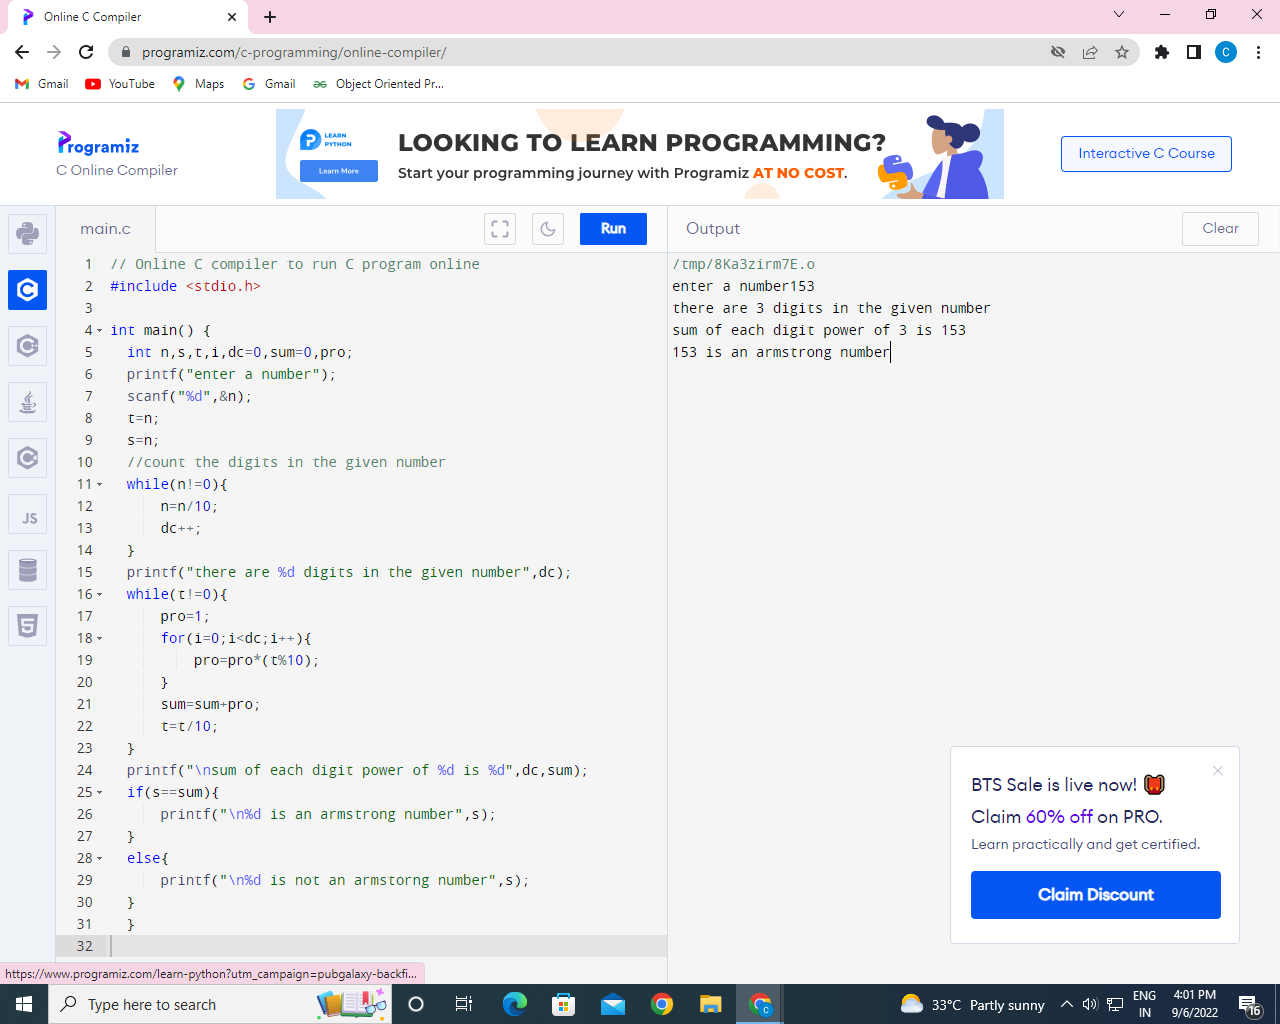 Online C Compiler
programiz.com/c-programming/online-compiler/
C
Gmail
YouTube
Maps
Gmail
Object Oriented Pr...
Programiz
C Online Compiler
LEARN
PYTHON
Learn More
LOOKING TO LEARN PROGRAMMING?
Start your programming journey with Programiz AT NO COST.
Interactive C Course
main.c
Run
Output
Clear
JS
1 // Online C compiler to run C program online
2 #include <stdio.h>
3
4 int main() {
5 int n,s,t,i,dc=0,sum=0,pro;
6 printf("enter a number");
7 scanf("%d",&n);
8 t=n;
9 s=n;
10 //count the digits in the given number
11 while(n!=0){
12 n=n/10;
13 dc++;
14 }
15 printf("there are %d digits in the given number",dc);
16 while(t!=0){
17 pro=1;
18 for(i=0;i<dc;i++){
19 pro=pro*(t%10);
20 }
21 sum=sum+pro;
22 t=t/10;
23 }
24 printf("\nsum of each digit power of %d is %d",dc,sum);
25 if(s==sum){
26 printf("\n%d is an armstrong number",s);
27 }
28 else{
29 printf("\n%d is not an armstorng number",s);
30 }
31 }
32
/tmp/8Ka3zirm7E.o
enter a number153
there are 3 digits in the given number
sum of each digit power of 3 is 153
153 is an armstrong number
BTS Sale is live now!
Claim 60% off on PRO.
Learn practically and get certified.
Claim Discount
https://www.programiz.com/learn-python?utm_campaign=pubgalaxy-backfi...
Type here to search
C
33°C Partly sunny
ENG
IN
4:01 PM
9/6/2022
16